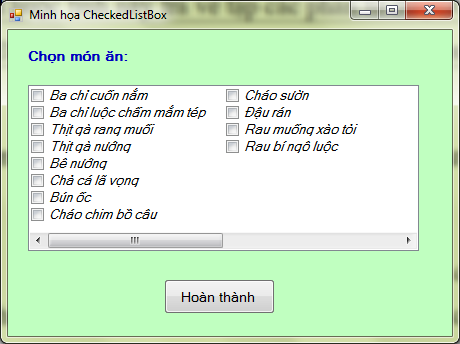 Minh họa CheckedListBox
Chọn món ăn:
Ba chỉ cuốn nắm
Ba chỉ luộc chấm mắm tép
Thịt gà rang muối
Thịt gà nướng
Bê nướng
Chả cá lã vọng
Bún ốc
Cháo chim bồ câu
Cháo sườn
Đậu rán
Rau muống xào tỏi
Rau bí ngô luộc
Hoàn thành